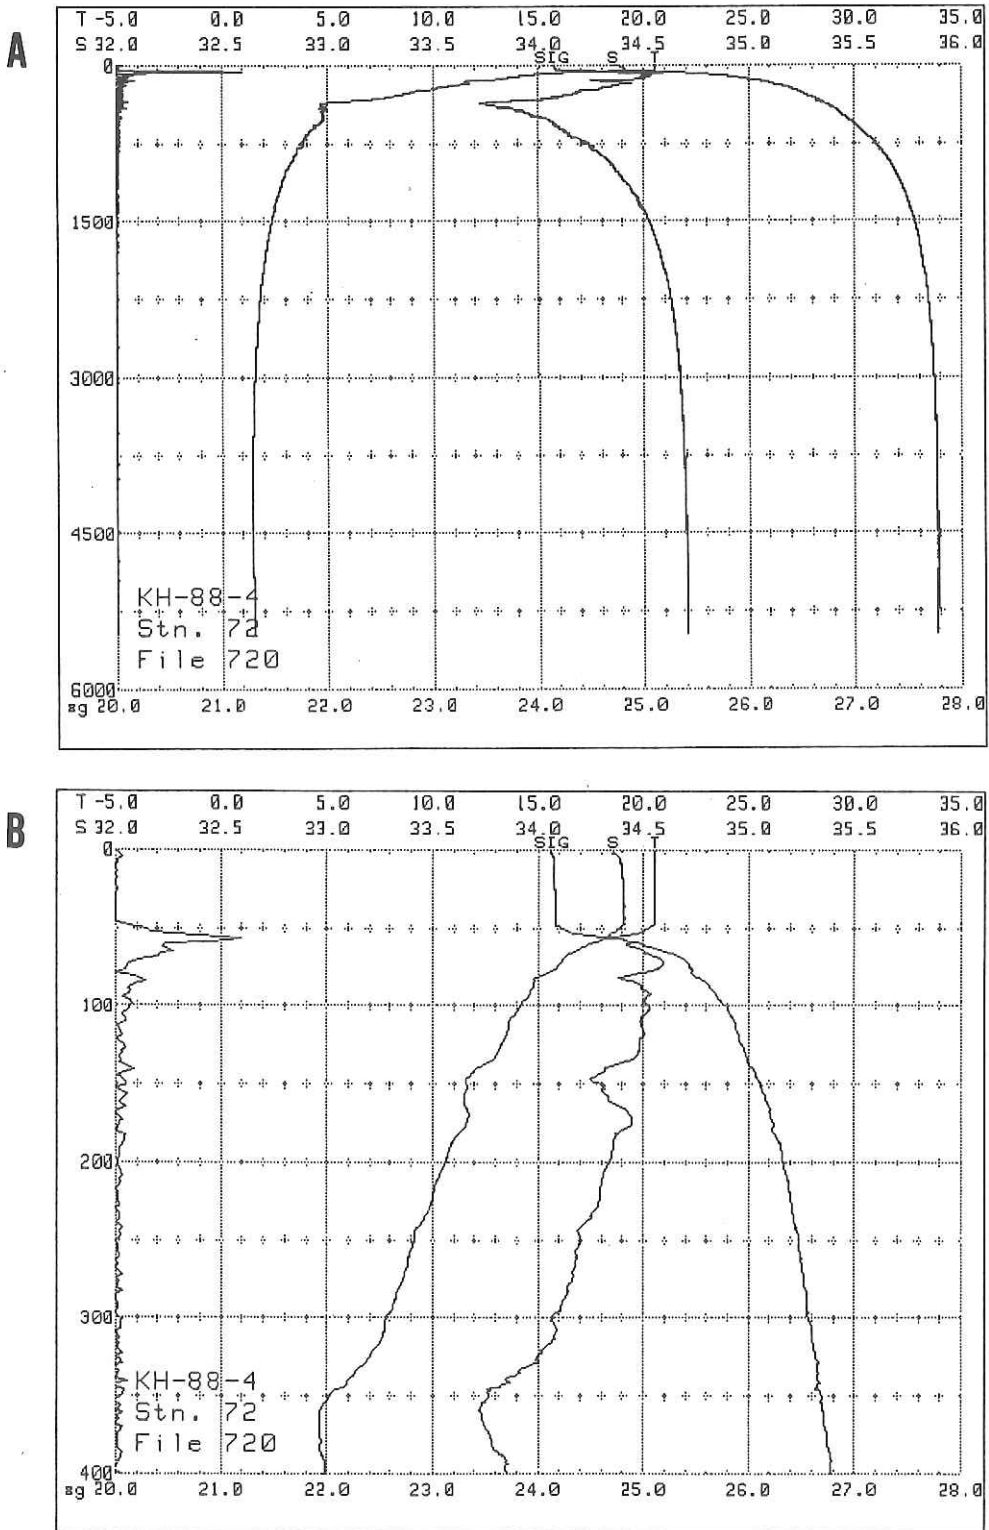 A
T -5.0 0.0 5.0 10.0 15.0 20.0 25.0 30.0 35.0
S 32.0 32.5 33.0 33.5 34.0 34.5 35.0 35.5 36.0
SIG S T
0
1500
3000
4500
6000
KH-88-4
Stn. 72
File 720
sg 20.0 21.0 22.0 23.0 24.0 25.0 26.0 27.0 28.0
B
T -5.0 0.0 5.0 10.0 15.0 20.0 25.0 30.0 35.0
S 32.0 32.5 33.0 33.5 34.0 34.5 35.0 35.5 36.0
SIG S T
0
100
200
300
400
KH-88-4
Stn. 72
File 720
sg 20.0 21.0 22.0 23.0 24.0 25.0 26.0 27.0 28.0